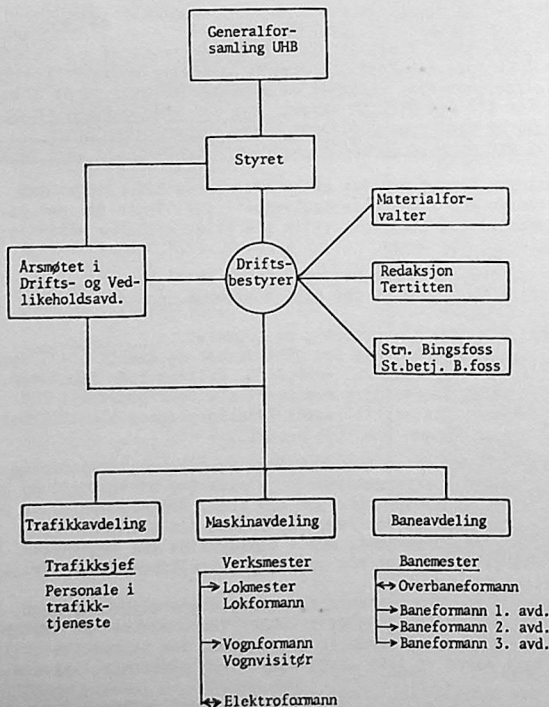 Generalfor-
samling UHB
Styret
Materialfor-
valter
Årsmøtet i
Drifts- og Ved-
likeholdsavd.
Drifts-
bestyrer
Redaksjon
Tertitten
Stm. Bingsfoss
St.betj. B.foss
Trafikkavdeling
Maskinavdeling
Baneavdeling
Trafikksjef
Personale i
trafikk-
tjeneste
Verksmester
Lokmester
Lokformann
Vognformann
Vognvisitør
Elektroformann
Banemester
Overbaneformann
Baneformann 1. avd.
Baneformann 2. avd.
Baneformann 3. avd.